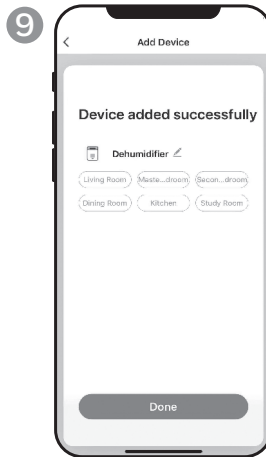 9
Add Device
Device added successfully
Dehumidifier
Living Room Maste...droom Secon...droom
Dining Room Kitchen Study Room
Done